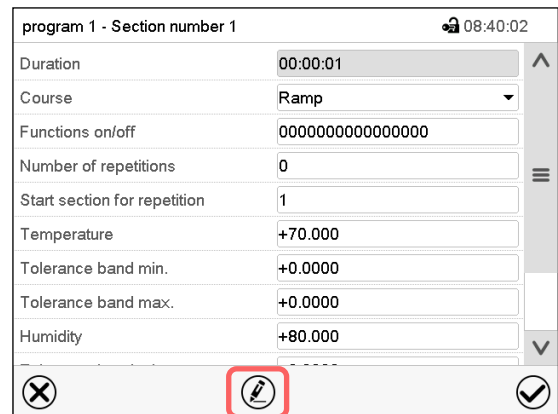 program 1 - Section number 1 08:40:02
Duration 00:00:01
Course Ramp
Functions on/off 0000000000000000
Number of repetitions 0
Start section for repetition 1
Temperature +70.000
Tolerance band min. +0.0000
Tolerance band max. +0.0000
Humidity +80.000